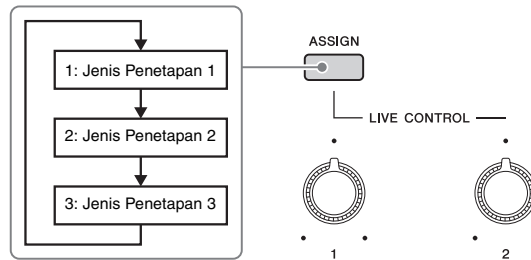 1: Jenis Penetapan 1
2: Jenis Penetapan 2
3: Jenis Penetapan 3
ASSIGN
LIVE CONTROL
1
2